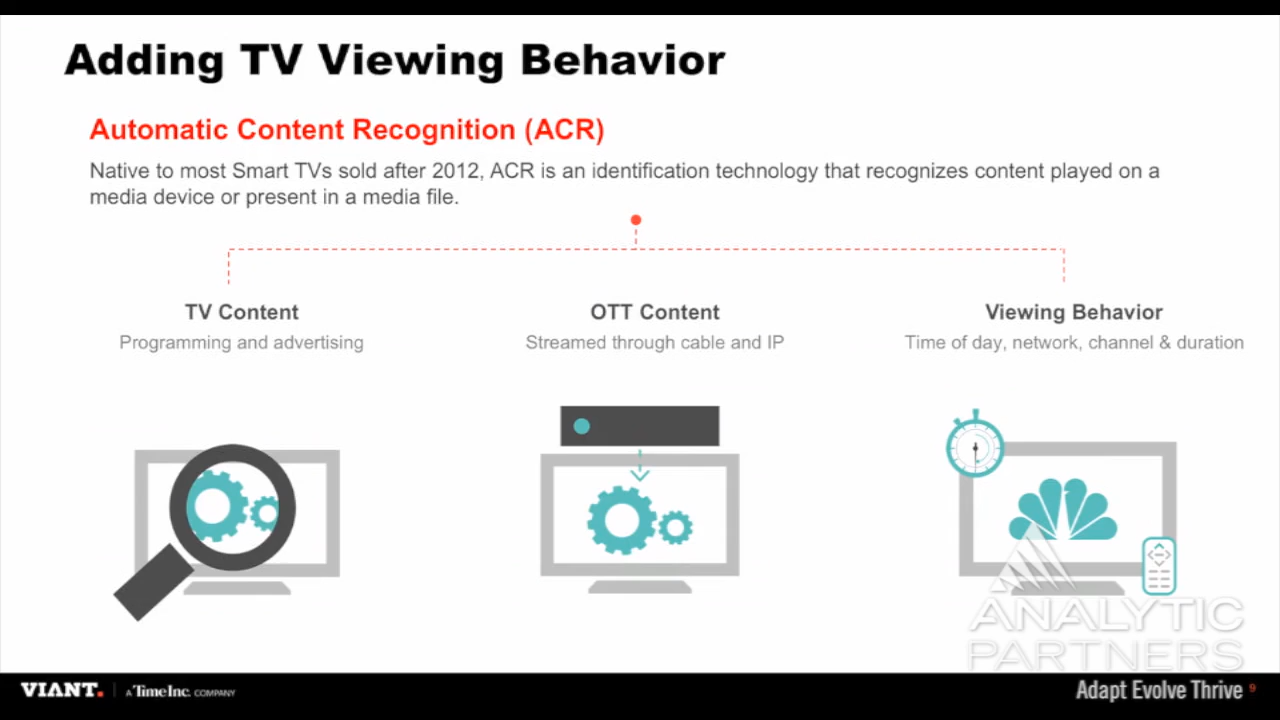 Adding TV Viewing Behavior
Automatic Content Recognition (ACR)
Native to most Smart TVs sold after 2012, ACR is an identification technology that recognizes content played on a
media device or present in a media file.
TV Content
Programming and advertising
OTT Content
Streamed through cable and IP
Viewing Behavior
Time of day, network, channel & duration
ANALYTIC
PARTNERS
VIANT. | A Time Inc. COMPANY
Adapt Evolve Thrive 9